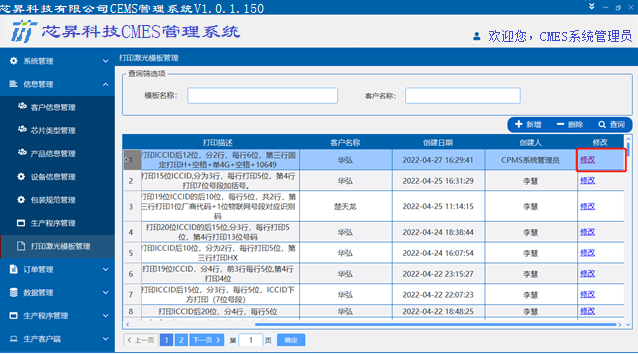 芯昇科技有限公司CEMS管理系统V1.0.1.150
芯昇科技CMES管理系统
欢迎您，CMES系统管理员
系统管理
信息管理
客户信息管理
芯片类型管理
产品信息管理
设备信息管理
包装规范管理
生产程序管理
打印激光模板管理
订单管理
数据管理
生产程序管理
生产客户端
打印激光模板管理
查询筛选项
模板名称：
客户名称：
新增 删除 查询
打印描述 客户名称 创建日期 创建人 修改
1 打印ICCID后12位，分2行，每行6位，第三行固定打印H+空格+单4G+空格+10649 华弘 2022-04-27 16:29:41 CPMS系统管理员 修改
2 打印15位ICCID,分为3行，每行打印5位，第4行打印7位号段加括号。 华弘 2022-04-25 16:31:29 李慧 修改
3 打印19位ICCID的后10位，每行5位，共2行，第三行打印1位厂商代码+1位物联网号段对应识别码 楚天龙 2022-04-25 11:14:15 李慧 修改
4 打印20位ICCID的后15位,分3行，每行打印5位，第4行打印13位号码 华弘 2022-04-24 18:38:44 李慧 修改
5 打印ICCID后10位，分为2行，每行打印5位，第三行打印HX 华弘 2022-04-24 16:07:54 李慧 修改
6 打印19位ICCID，分4行，前3行每行5位,第4行打印4位 华弘 2022-04-22 23:15:27 李慧 修改
7 打印ICCID后15位，分3行，每行5位，ICCID下方打印（7位号段） 华弘 2022-04-22 22:07:23 李慧 修改
8 打印ICCID后20位，分4行，每行5位 华弘 2022-04-22 18:48:25 李慧 修改
上一页 1 2 下一页 第 1 页 确定